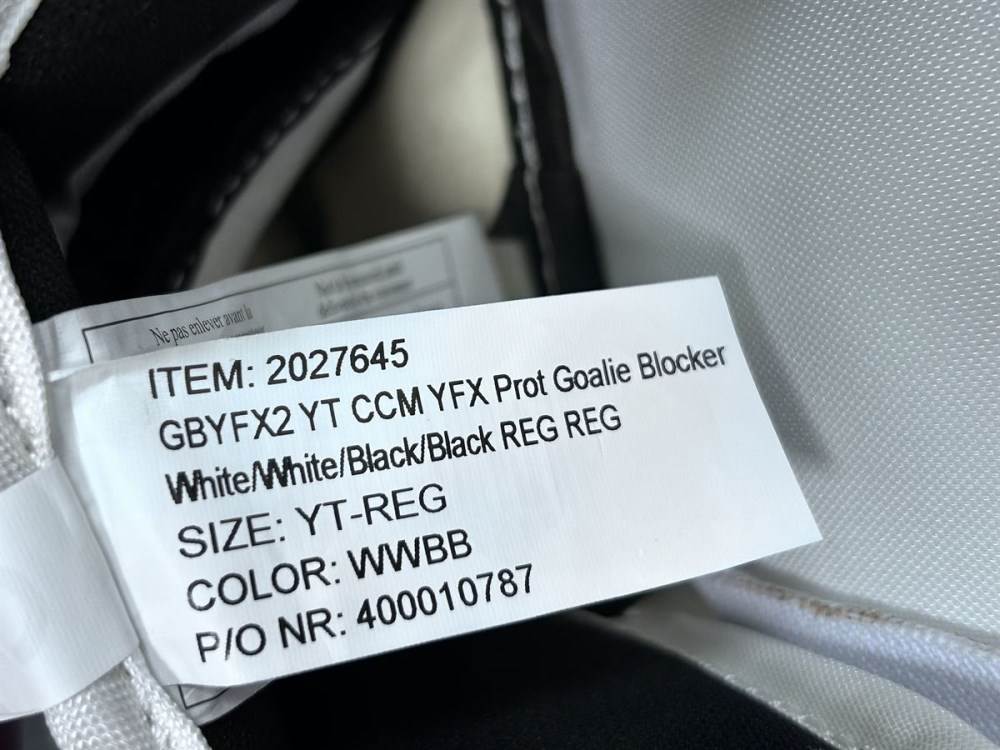 Ne pas enlever avant la
ITEM: 2027645
GBYFX2 YT CCM YFX Prot Goalie Blocker
White/White/Black/Black REG REG
SIZE: YT-REG
COLOR: WWBB
P/O NR: 400010787